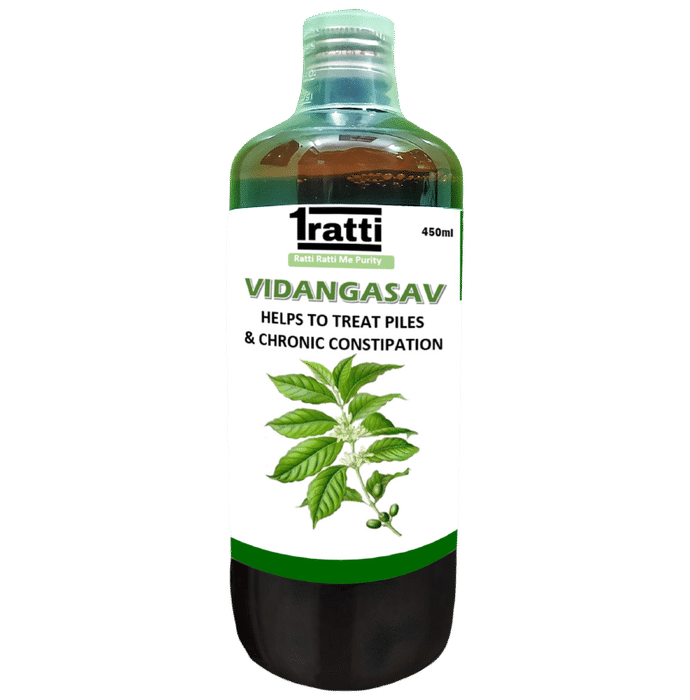 1ratti
450ml
Ratti Ratti Me Purity
VIDANGASAV
HELPS TO TREAT PILES
& CHRONIC CONSTIPATION